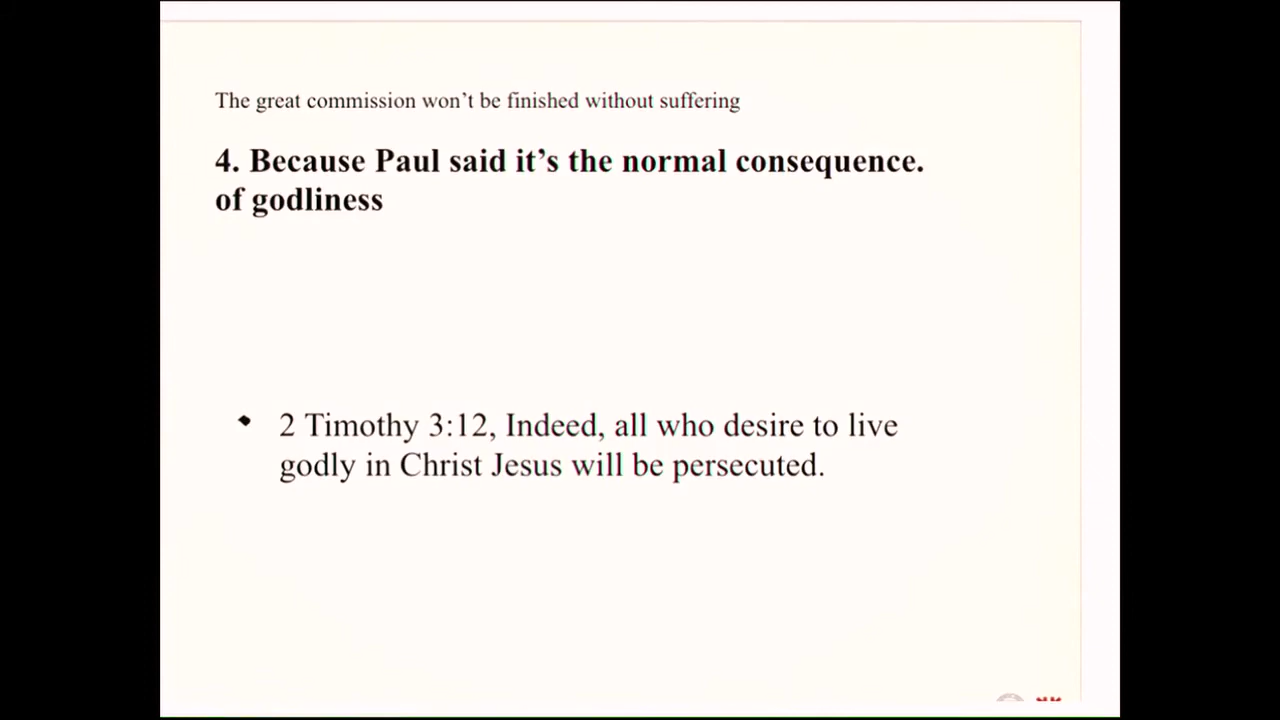 The great commission won’t be finished without suffering
4. Because Paul said it’s the normal consequence.
of godliness
2 Timothy 3:12, Indeed, all who desire to live
godly in Christ Jesus will be persecuted.